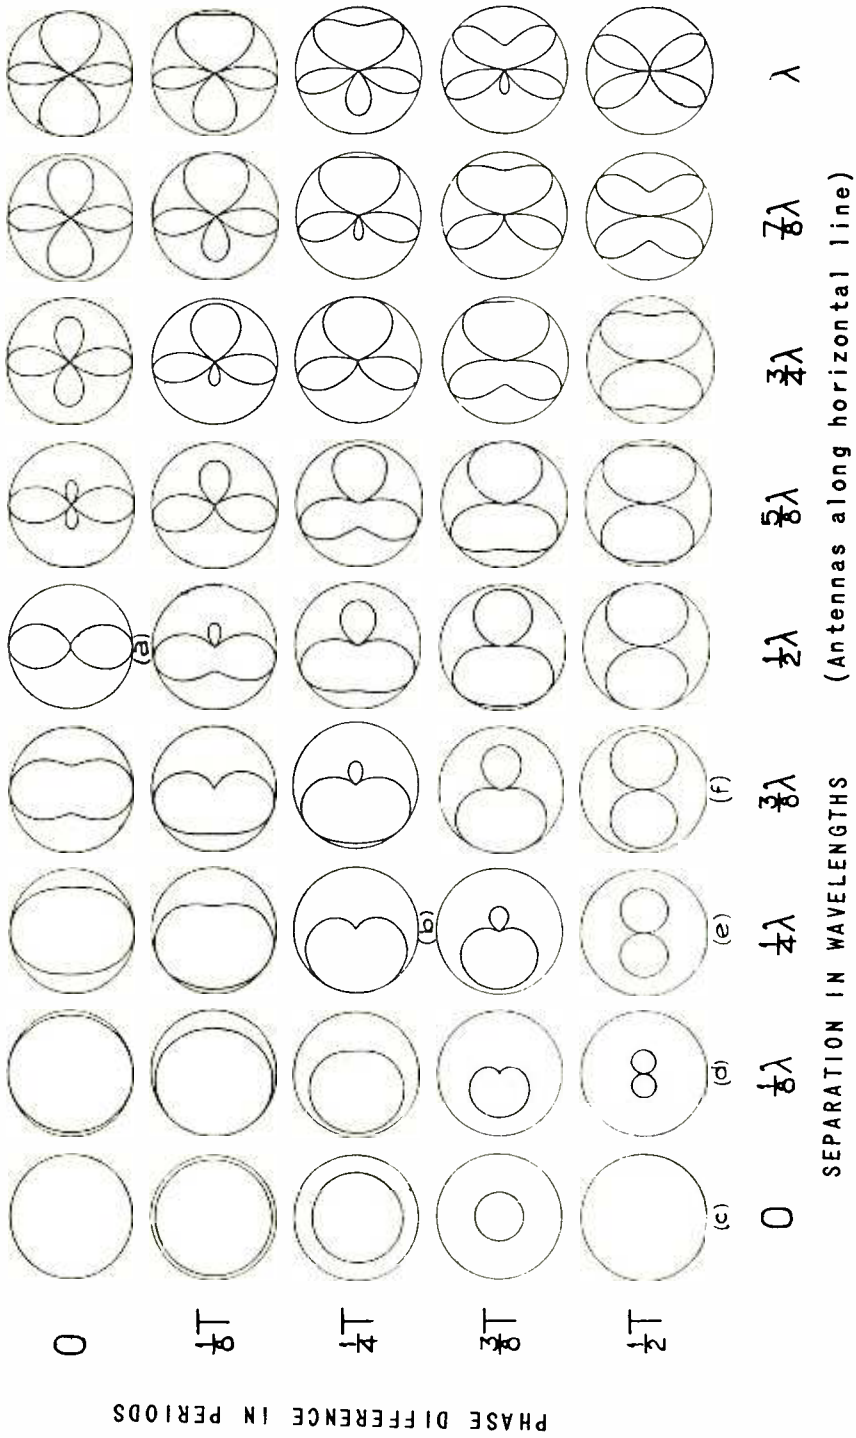 PHASE DIFFERENCE IN PERIODS
0
(a)
1/8 T
1/4 T
(b)
3/8 T
1/2 T
(c) (d) (e) (f)
0 1/8 λ 1/4 λ 3/8 λ 1/2 λ 5/8 λ 3/4 λ 7/8 λ λ
SEPARATION IN WAVELENGTHS (Antennas along horizontal line)